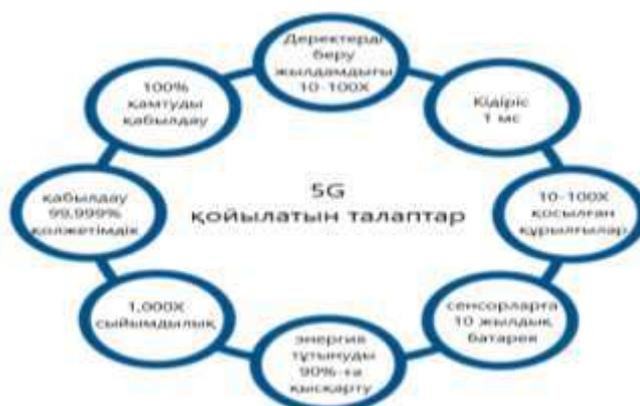 Деректерді
беру
жылдамдығы
10-100X
Кідіріс
1 мс
10-100X
қосылған
құрылғылар
сенсорларға
10 жылдық
батарея
энергия
тұтынуды
90%-ға
қысқарту
1,000X
сыйымдылық
қабылдау
99,999%
қолжетімдік
100%
қамтуды
қабылдау
5G
қойылатын талаптар